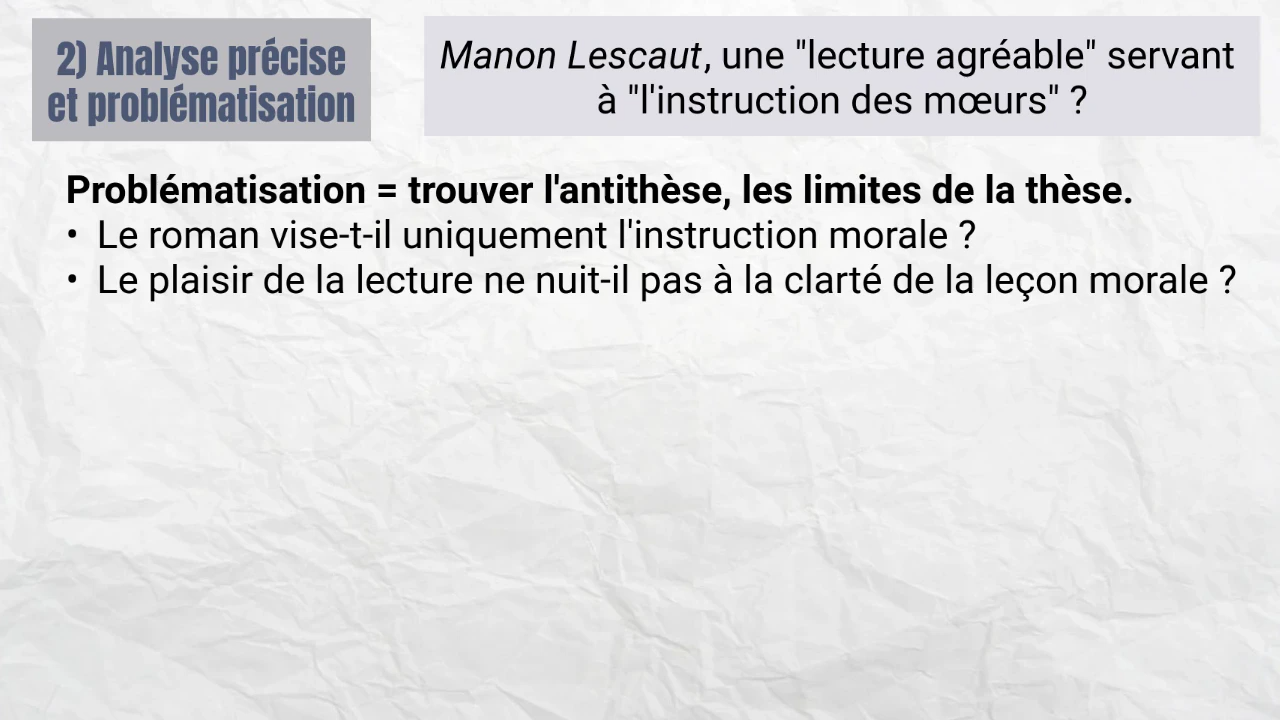 2) Analyse précise
et problématisation
Manon Lescaut, une "lecture agréable" servant
à "l'instruction des mœurs" ?
Problématisation = trouver l'antithèse, les limites de la thèse.
• Le roman vise-t-il uniquement l'instruction morale ?
• Le plaisir de la lecture ne nuit-il pas à la clarté de la leçon morale ?